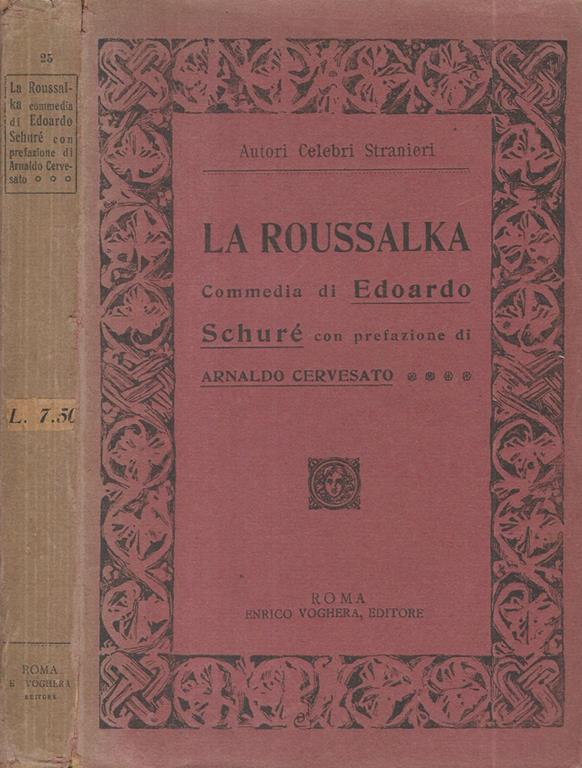 25
La Roussal-
ka commedia
di Edoardo
Schuré con
prefazione di
Arnaldo Cerve-
sato
L. 7.50
ROMA
E. VOGHERA
EDITORE
Autori Celebri Stranieri
LA ROUSSALKA
Commedia di Edoardo
Schuré con prefazione di
ARNALDO CERVESATO
ROMA
ENRICO VOGHERA, EDITORE